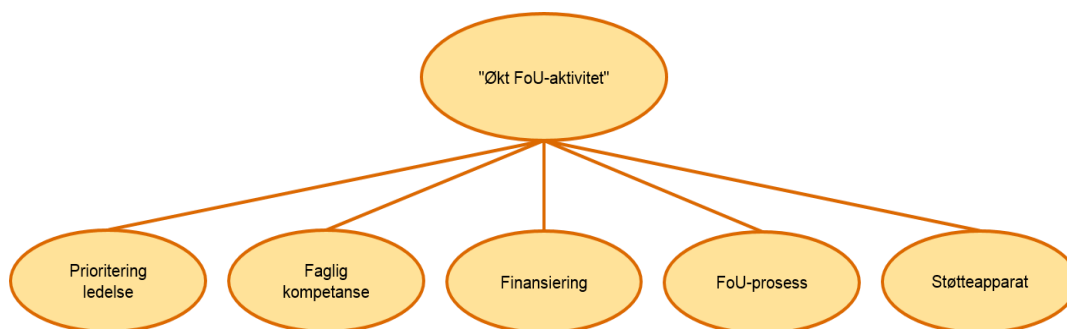 "Økt FoU-aktivitet"
Prioritering
ledelse
Faglig
kompetanse
Finansiering
FoU-prosess
Støtteapparat